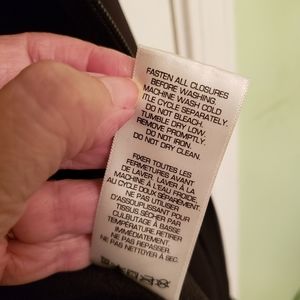 FASTEN ALL CLOSURES
BEFORE WASHING.
MACHINE WASH COLD
TLE CYCLE SEPARATELY.
DO NOT BLEACH.
TUMBLE DRY LOW.
REMOVE PROMPTLY.
DO NOT IRON.
DO NOT DRY CLEAN.
FIXER TOUTES LES
FERMETURES AVANT
DE LAVER. LAVER À LA
MACHINE À L'EAU FROIDE,
AU CYCLE DOUX SÉPARÉMENT.
NE PAS UTILISER
D'ASSOUPLISSANT POUR
TISSUS. SÉCHER PAR
CULBUTAGE À BASSE
TEMPÉRATURE RETIRER
IMMÉDIATEMENT.
NE PAS REPASSER.
NE PAS NETTOYER À SEC.